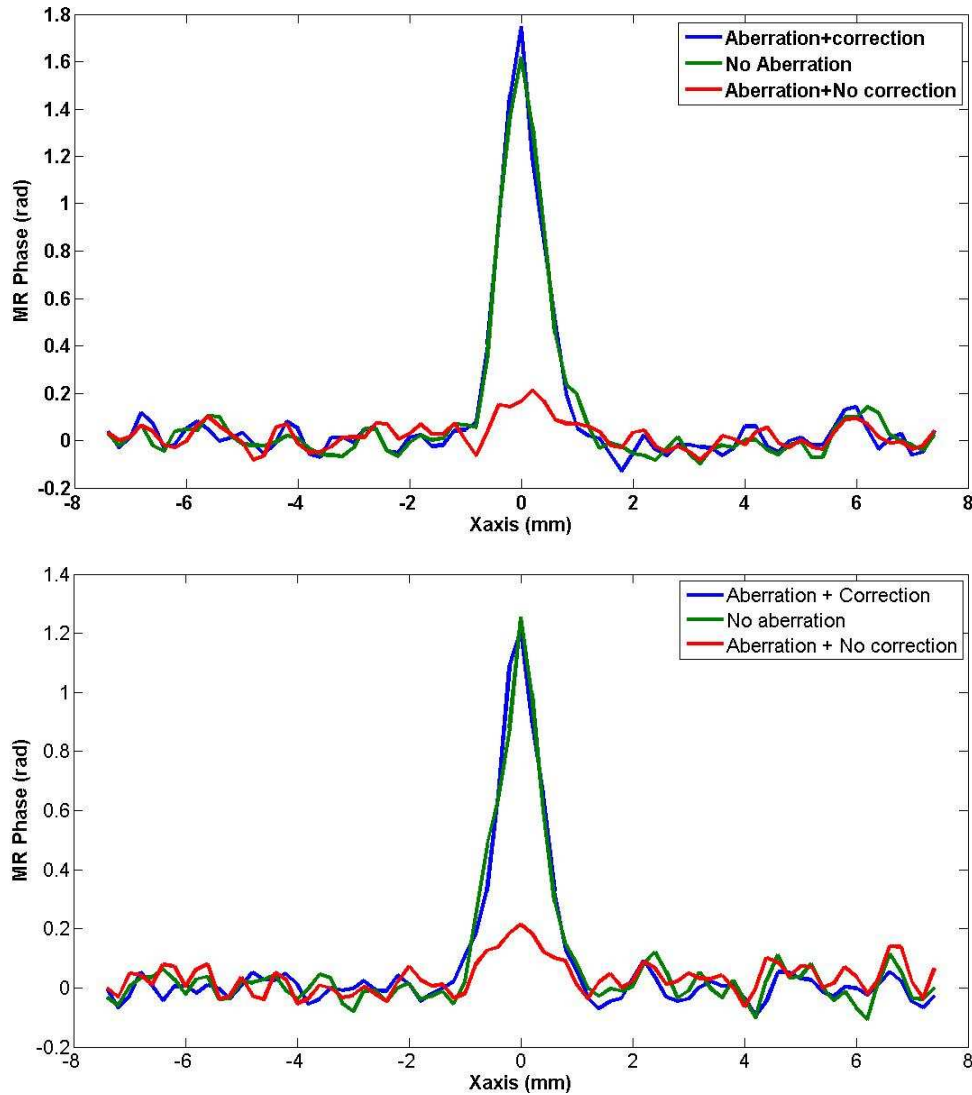 1.8
1.6
1.4
1.2
1
0.8
0.6
0.4
0.2
0
-0.2
MR Phase (rad)
Aberration+correction
No Aberration
Aberration+No correction
-8 -6 -4 -2 0 2 4 6 8
Xaxis (mm)
1.4
1.2
1
0.8
0.6
0.4
0.2
0
-0.2
MR Phase (rad)
Aberration + Correction
No aberration
Aberration + No correction
-8 -6 -4 -2 0 2 4 6 8
Xaxis (mm)